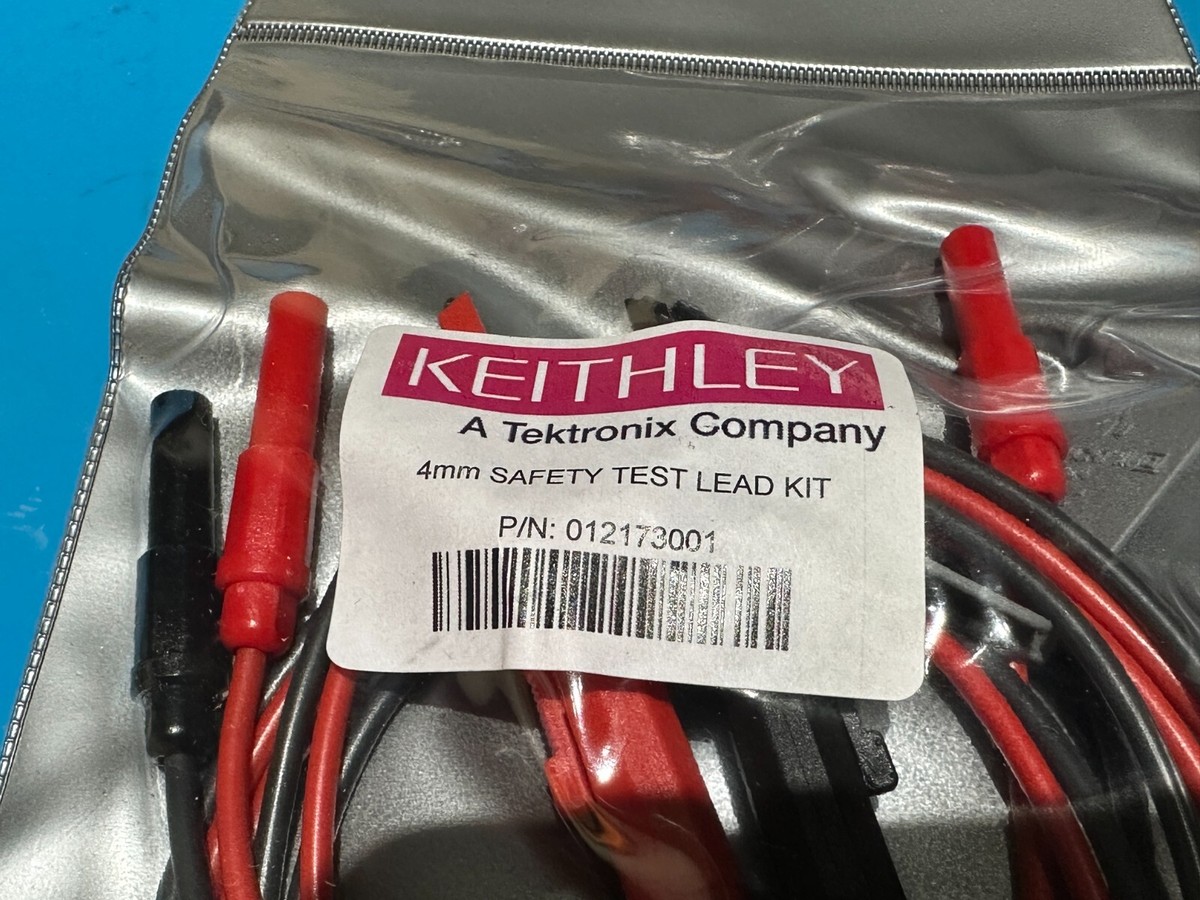 KEITHLEY
A Tektronix Company
4mm SAFETY TEST LEAD KIT
P/N: 012173001